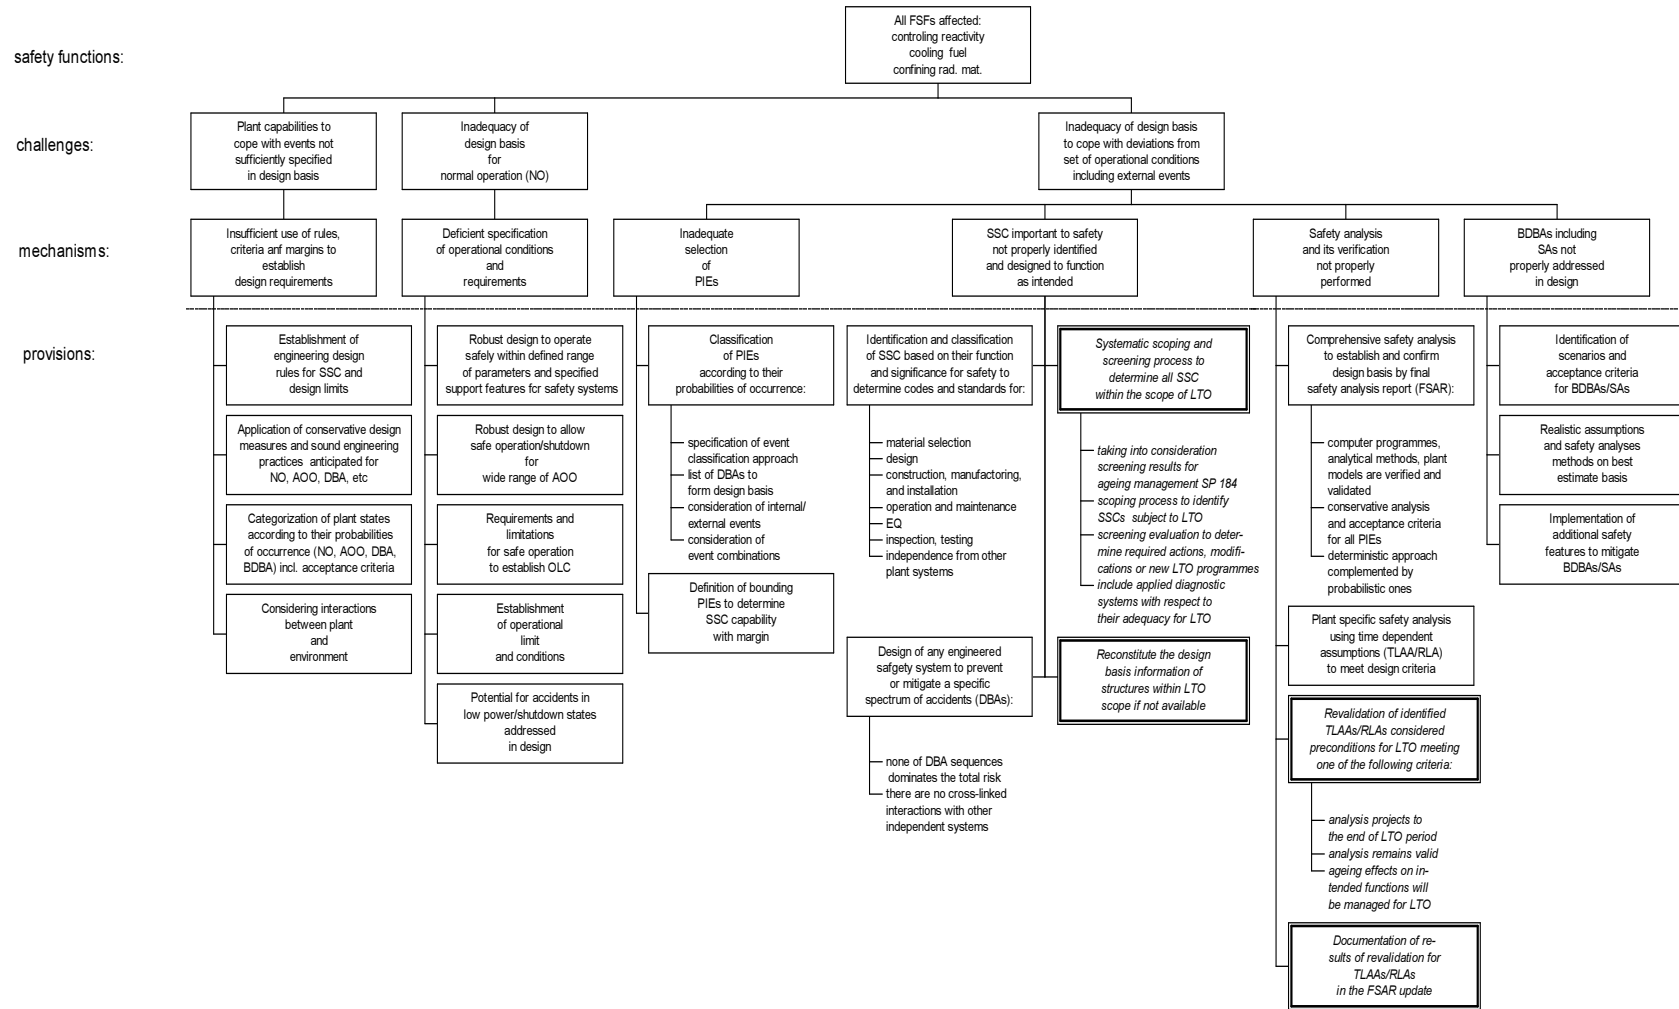 safety functions:
All FSFs affected:
controling reactivity
cooling fuel
confining rad. mat.
challenges:
Plant capabilities to
cope with events not
sufficiently specified
in design basis
Inadequacy of
design basis
for
normal operation (NO)
Inadequacy of design basis
to cope with deviations from
set of operational conditions
including external events
mechanisms:
Insufficient use of rules,
criteria anf margins to
establish
design requirements
Deficient specification
of operational conditions
and
requirements
Inadequate
selection
of
PIEs
SSC important to safety
not properly identified
and designed to function
as intended
Safety analysis
and its verification
not properly
performed
BDBAs including
SAs not
properly addressed
in design
provisions:
Establishment of
engineering design
rules for SSC and
design limits
Application of conservative design
measures and sound engineering
practices anticipated for
NO, AOO, DBA, etc
Categorization of plant states
according to their probabilities
of occurrence (NO, AOO, DBA,
BDBA) incl. acceptance criteria
Considering interactions
between plant
and
environment
Robust design to operate
safely within defined range
of parameters and specified
support features for safety systems
Robust design to allow
safe operation/shutdown
for
wide range of AOO
Requirements and
limitations
for safe operation
to establish OLC
Establishment
of operational
limit
and conditions
Potential for accidents in
low power/shutdown states
addressed
in design
Classification
of PIEs
according to their
probabilities of occurrence:
specification of event
classification approach
list of DBAs to
form design basis
consideration of internal/
external events
consideration of
event combinations
Definition of bounding
PIEs to determine
SSC capability
with margin
Identification and classification
of SSC based on their function
and significance for safety to
determine codes and standards for:
material selection
design
construction, manufactoring,
and installation
operation and maintenance
EQ
inspection, testing
independence from other
plant systems
Design of any engineered
safgety system to prevent
or mitigate a specific
spectrum of accidents (DBAs):
none of DBA sequences
dominates the total risk
there are no cross-linked
interactions with other
independent systems
Systematic scoping and
screening process to
determine all SSC
within the scope of LTO
taking into consideration
screening results for
ageing management SP 184
scoping process to identify
SSCs subject to LTO
screening evaluation to deter-
mine required actions, modifi-
cations or new LTO programmes
include applied diagnostic
systems with respect to
their adequacy for LTO
Reconstitute the design
basis information of
structures within LTO
scope if not available
Comprehensive safety analysis
to establish and confirm
design basis by final
safety analysis report (FSAR):
computer programmes,
analytical methods, plant
models are verified and
validated
conservative analysis
and acceptance criteria
for all PIEs
deterministic approach
complemented by
probabilistic ones
Plant specific safety analysis
using time dependent
assumptions (TLAA/RLA)
to meet design criteria
Revalidation of identified
TLAAs/RLAs considered
preconditions for LTO meeting
one of the following criteria:
analysis projects to
the end of LTO period
analysis remains valid
ageing effects on in-
tended functions will
be managed for LTO
Documentation of re-
sults of revalidation for
TLAAs/RLAs
in the FSAR update
Identification of
scenarios and
acceptance criteria
for BDBAs/SAs
Realistic assumptions
and safety analyses
methods on best
estimate basis
Implementation of
additional safety
features to mitigate
BDBAs/SAs